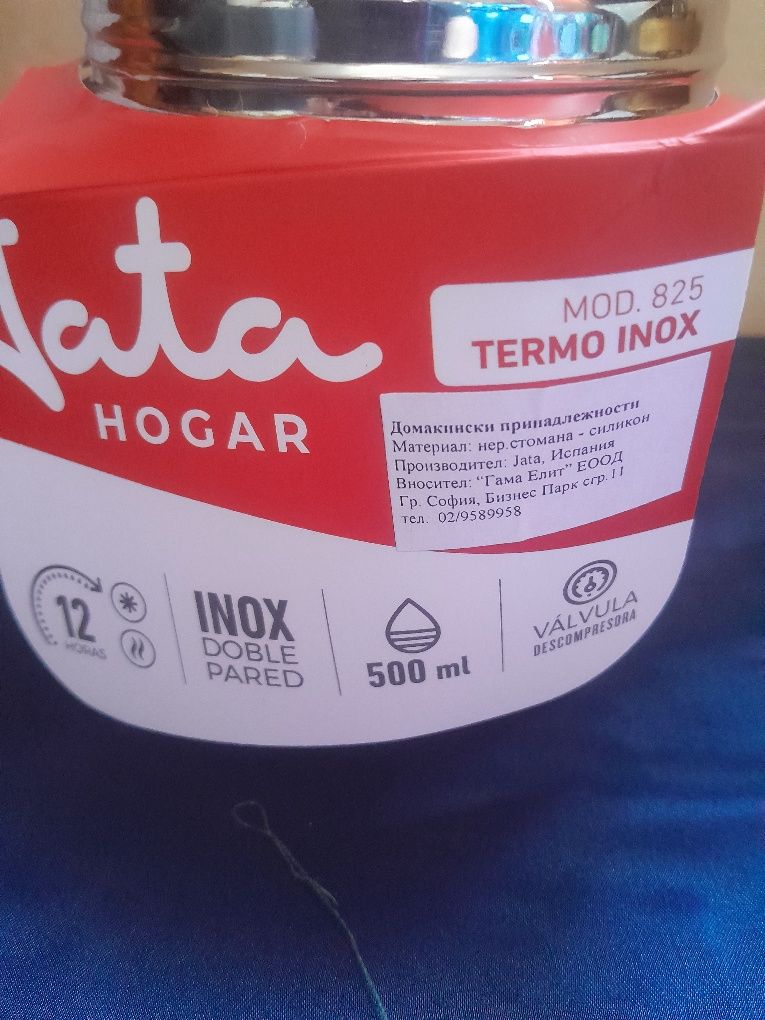 Jata
HOGAR
MOD. 825
TERMO INOX
Домакински принадлежности
Материал: нер.стомана - силикон
Производител: Jata, Испания
Вносител: "Гама Елит" ЕООД
Гр. София, Бизнес Парк сгр.11
тел. 02/9589958
12
HORAS
INOX
DOBLE
PARED
500 ml
VÁLVULA
DESCOMPRESORA